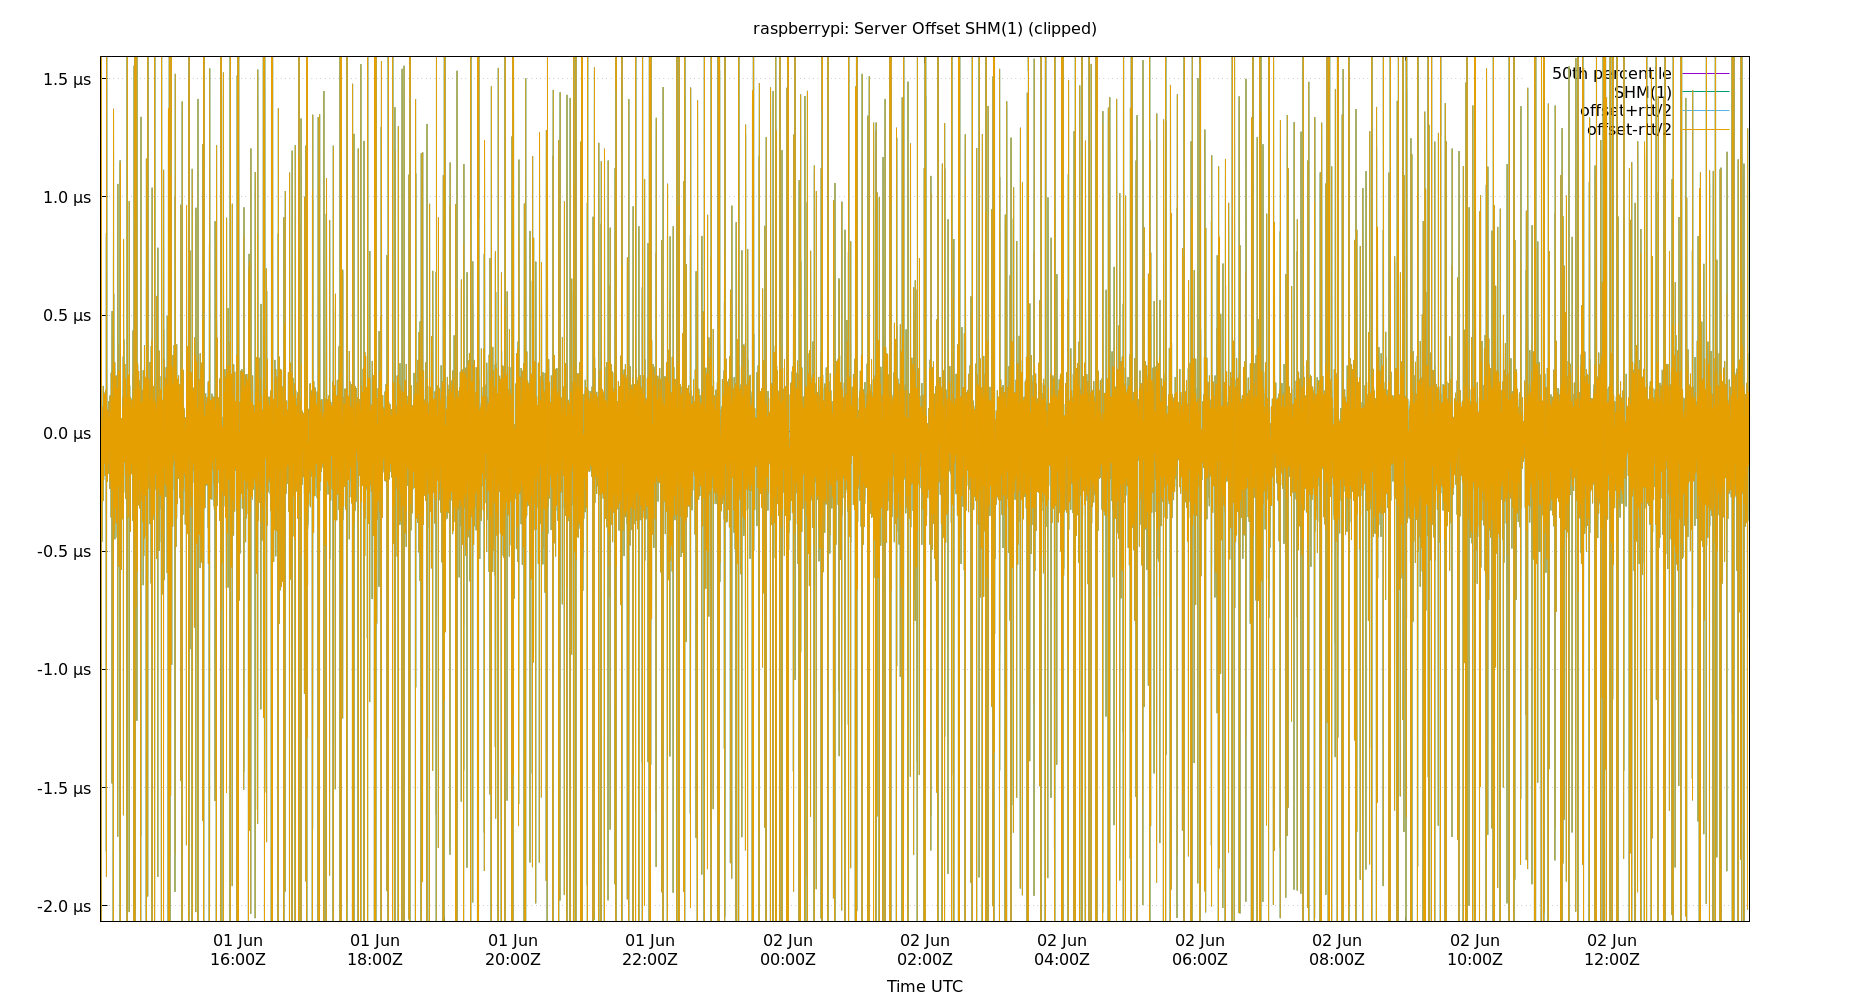 raspberrypi: Server Offset SHM(1) (clipped)
1.5 µs
1.0 µs
0.5 µs
0.0 µs
-0.5 µs
-1.0 µs
-1.5 µs
-2.0 µs
50th percentile
SHM(1)
offset+rtt/2
offset-rtt/2
01 Jun 01 Jun 01 Jun 01 Jun 02 Jun 02 Jun 02 Jun 02 Jun 02 Jun 02 Jun 02 Jun
16:00Z 18:00Z 20:00Z 22:00Z 00:00Z 02:00Z 04:00Z 06:00Z 08:00Z 10:00Z 12:00Z
Time UTC